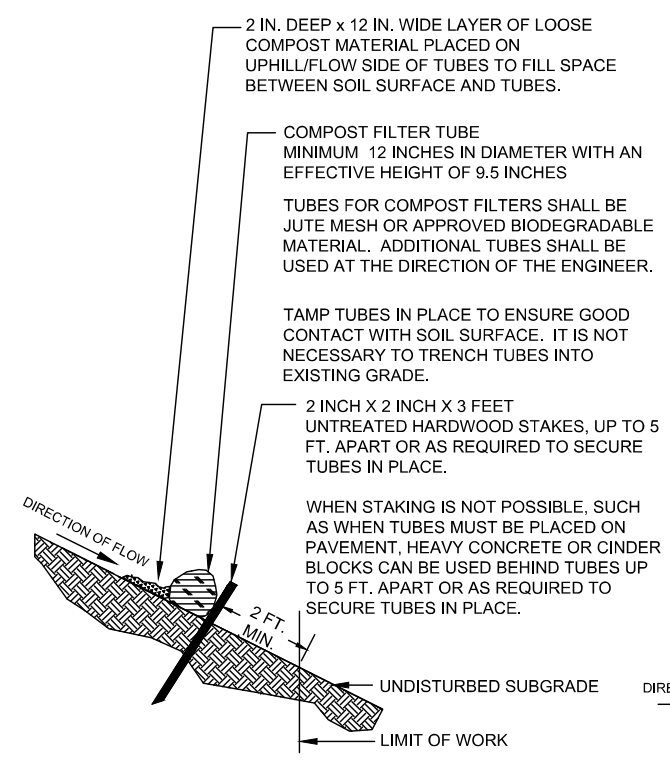 2 IN. DEEP x 12 IN. WIDE LAYER OF LOOSE
COMPOST MATERIAL PLACED ON
UPHILL/FLOW SIDE OF TUBES TO FILL SPACE
BETWEEN SOIL SURFACE AND TUBES.
COMPOST FILTER TUBE
MINIMUM 12 INCHES IN DIAMETER WITH AN
EFFECTIVE HEIGHT OF 9.5 INCHES
TUBES FOR COMPOST FILTERS SHALL BE
JUTE MESH OR APPROVED BIODEGRADABLE
MATERIAL. ADDITIONAL TUBES SHALL BE
USED AT THE DIRECTION OF THE ENGINEER.
TAMP TUBES IN PLACE TO ENSURE GOOD
CONTACT WITH SOIL SURFACE. IT IS NOT
NECESSARY TO TRENCH TUBES INTO
EXISTING GRADE.
2 INCH X 2 INCH X 3 FEET
UNTREATED HARDWOOD STAKES, UP TO 5
FT. APART OR AS REQUIRED TO SECURE
TUBES IN PLACE.
WHEN STAKING IS NOT POSSIBLE, SUCH
AS WHEN TUBES MUST BE PLACED ON
PAVEMENT, HEAVY CONCRETE OR CINDER
BLOCKS CAN BE USED BEHIND TUBES UP
TO 5 FT. APART OR AS REQUIRED TO
SECURE TUBES IN PLACE.
DIRECTION OF FLOW
2 FT.
MIN.
UNDISTURBED SUBGRADE
LIMIT OF WORK